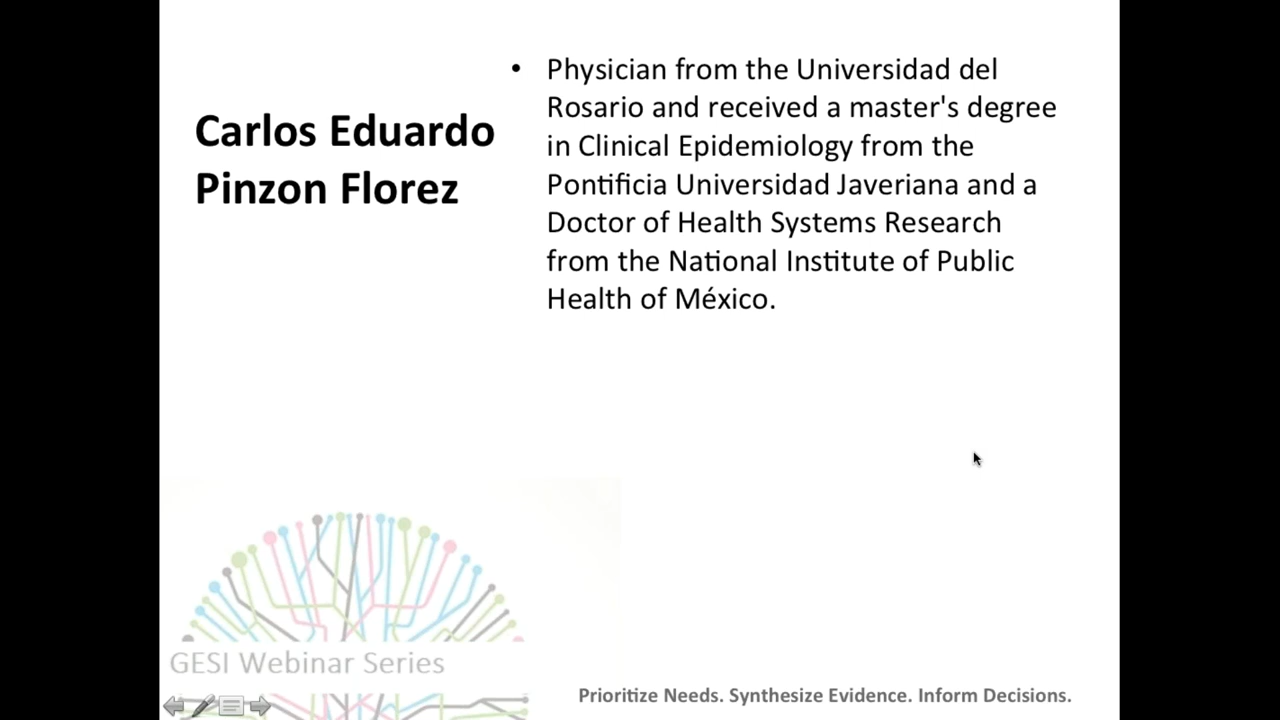 Carlos Eduardo
Pinzon Florez
• Physician from the Universidad del
Rosario and received a master's degree
in Clinical Epidemiology from the
Pontificia Universidad Javeriana and a
Doctor of Health Systems Research
from the National Institute of Public
Health of México.
GESI Webinar Series
Prioritize Needs. Synthesize Evidence. Inform Decisions.